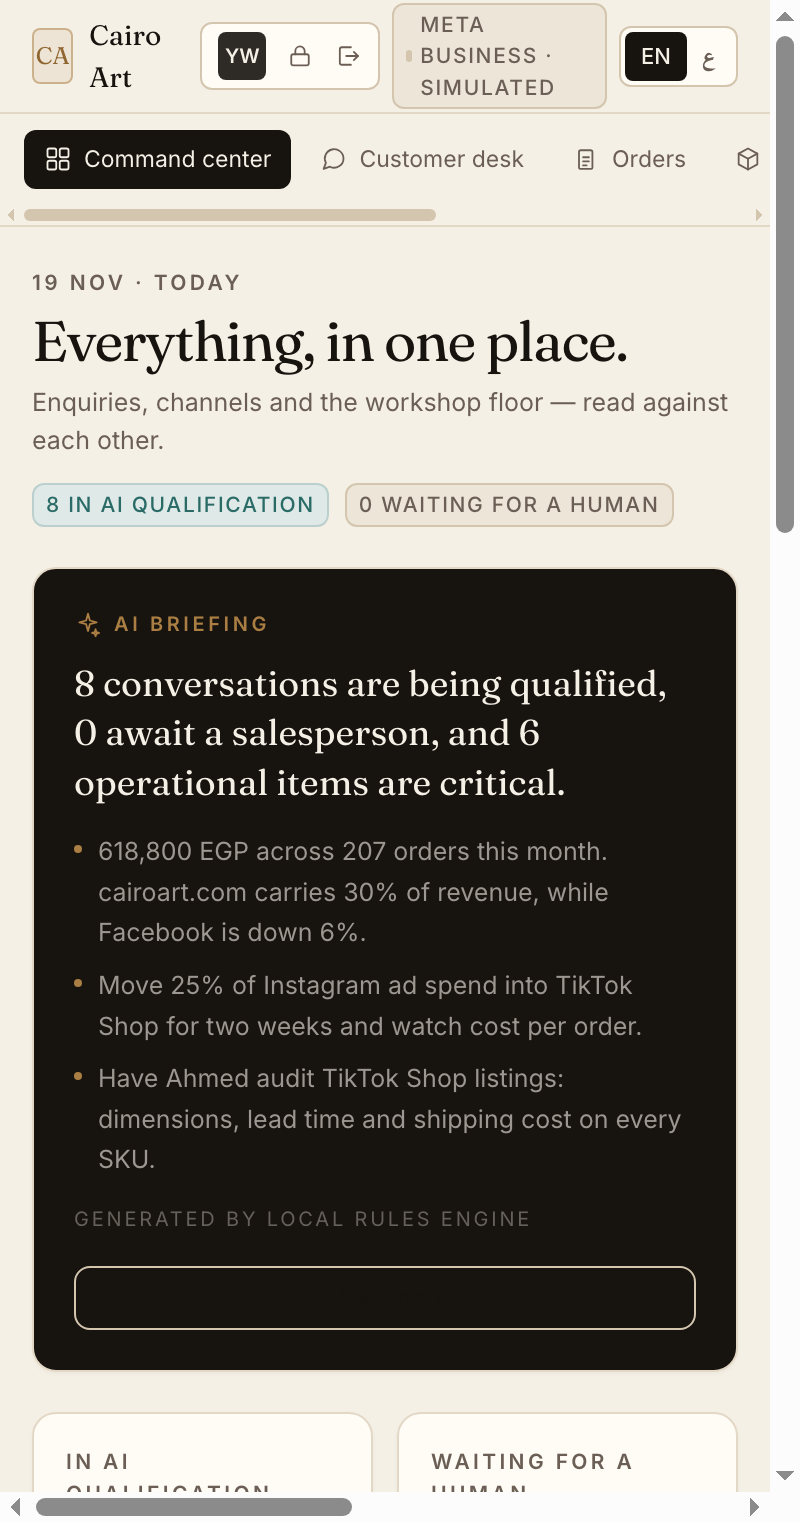 CA
Cairo
Art
YW
META
BUSINESS ·
SIMULATED
EN
ع
Command center
Customer desk
Orders
19 NOV · TODAY
Everything, in one place.
Enquiries, channels and the workshop floor — read against
each other.
8 IN AI QUALIFICATION
0 WAITING FOR A HUMAN
AI BRIEFING
8 conversations are being qualified,
0 await a salesperson, and 6
operational items are critical.
618,800 EGP across 207 orders this month.
cairoart.com carries 30% of revenue, while
Facebook is down 6%.
Move 25% of Instagram ad spend into TikTok
Shop for two weeks and watch cost per order.
Have Ahmed audit TikTok Shop listings:
dimensions, lead time and shipping cost on every
SKU.
GENERATED BY LOCAL RULES ENGINE
IN AI
QUALIFICATION
WAITING FOR A
HUMAN